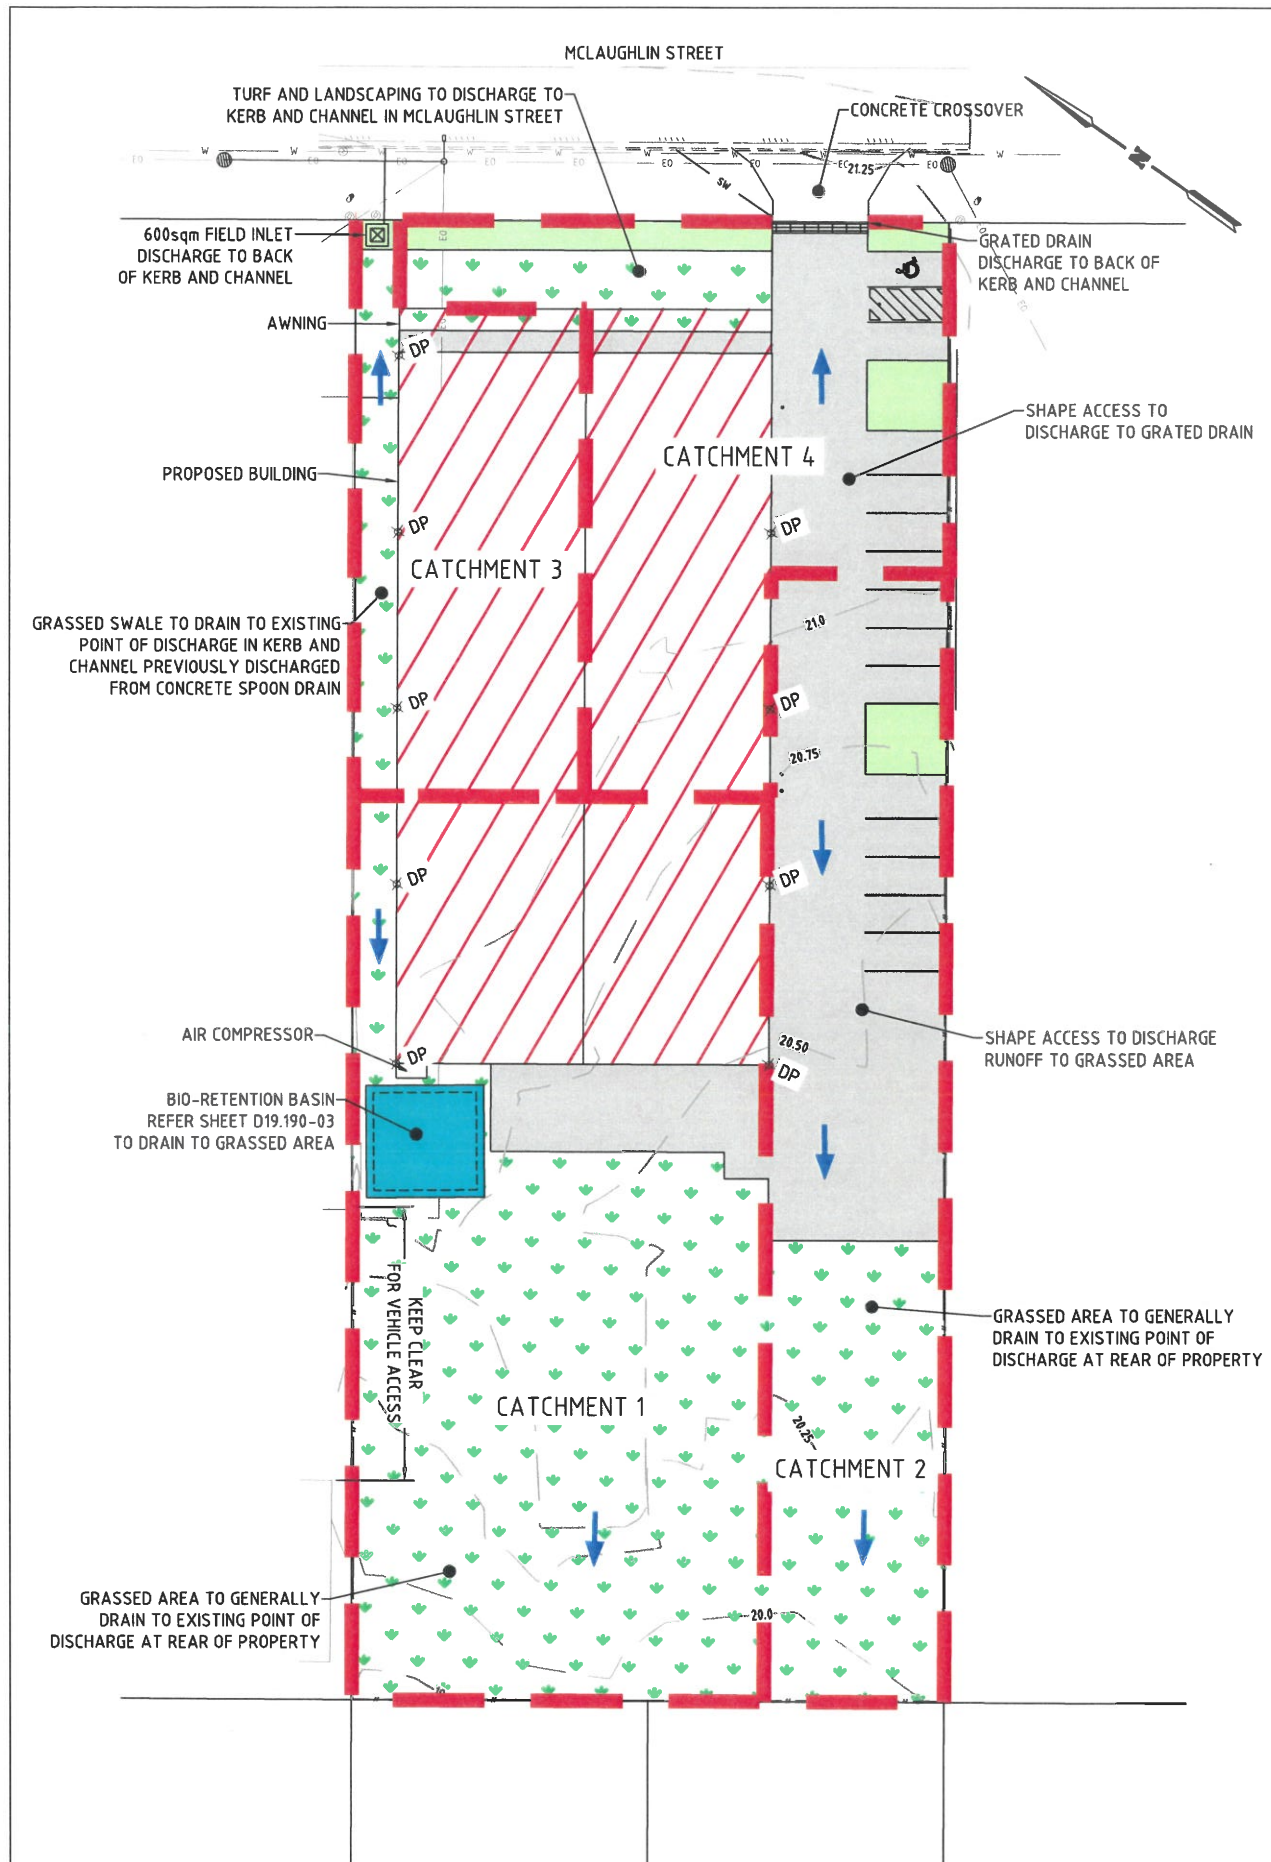 MCLAUGHLIN STREET
TURF AND LANDSCAPING TO DISCHARGE TO
KERB AND CHANNEL IN MCLAUGHLIN STREET
CONCRETE CROSSOVER
N
W
W
W
W
W
W
W
EO
EO
EO
EO
EO
EO
21.25
SW
600sqm FIELD INLET
DISCHARGE TO BACK
OF KERB AND CHANNEL
GRATED DRAIN
DISCHARGE TO BACK OF
KERB AND CHANNEL
AWNING
DP
SHAPE ACCESS TO
DISCHARGE TO GRATED DRAIN
CATCHMENT 4
PROPOSED BUILDING
DP
DP
CATCHMENT 3
GRASSED SWALE TO DRAIN TO EXISTING
POINT OF DISCHARGE IN KERB AND
CHANNEL PREVIOUSLY DISCHARGED
FROM CONCRETE SPOON DRAIN
21.0
DP
DP
20.75
DP
DP
AIR COMPRESSOR
DP
20.50
DP
SHAPE ACCESS TO DISCHARGE
RUNOFF TO GRASSED AREA
BIO-RETENTION BASIN
REFER SHEET D19.190-03
TO DRAIN TO GRASSED AREA
KEEP CLEAR
FOR VEHICLE ACCESS
GRASSED AREA TO GENERALLY
DRAIN TO EXISTING POINT OF
DISCHARGE AT REAR OF PROPERTY
CATCHMENT 1
20.25
CATCHMENT 2
GRASSED AREA TO GENERALLY
DRAIN TO EXISTING POINT OF
DISCHARGE AT REAR OF PROPERTY
20.0